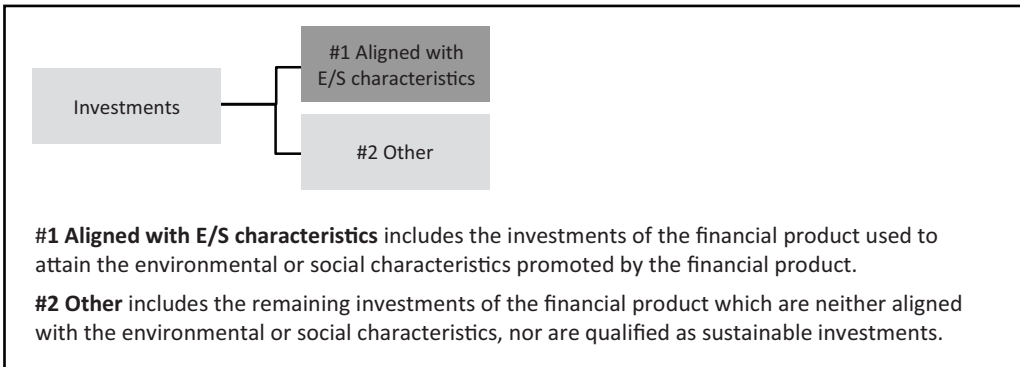 #1 Aligned with
E/S characteristics
Investments
#2 Other
#1 Aligned with E/S characteristics includes the investments of the financial product used to
attain the environmental or social characteristics promoted by the financial product.
#2 Other includes the remaining investments of the financial product which are neither aligned
with the environmental or social characteristics, nor are qualified as sustainable investments.